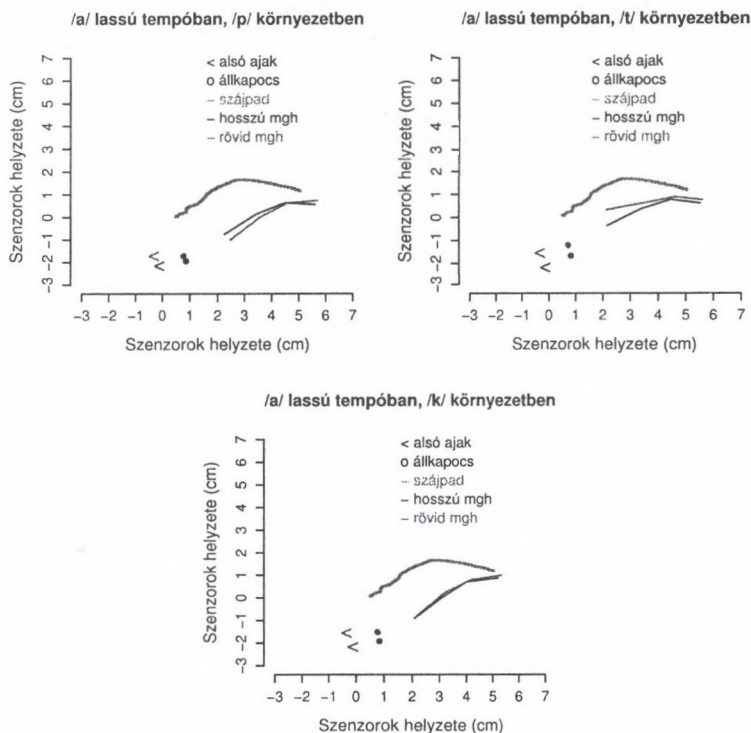 /a/ lassú tempóban, /p/ környezetben
< alsó ajak
o állkapocs
– szájpad
– hosszú mgh
– rövid mgh
Szenzorok helyzete (cm)
7
6
5
4
3
2
1
0
−1
−2
−3
−3 −2 −1 0 1 2 3 4 5 6 7
Szenzorok helyzete (cm)
/a/ lassú tempóban, /t/ környezetben
< alsó ajak
o állkapocs
– szájpad
– hosszú mgh
– rövid mgh
Szenzorok helyzete (cm)
7
6
5
4
3
2
1
0
−1
−2
−3
−3 −2 −1 0 1 2 3 4 5 6 7
Szenzorok helyzete (cm)
/a/ lassú tempóban, /k/ környezetben
< alsó ajak
o állkapocs
– szájpad
– hosszú mgh
– rövid mgh
Szenzorok helyzete (cm)
7
6
5
4
3
2
1
0
−1
−2
−3
−3 −2 −1 0 1 2 3 4 5 6 7
Szenzorok helyzete (cm)